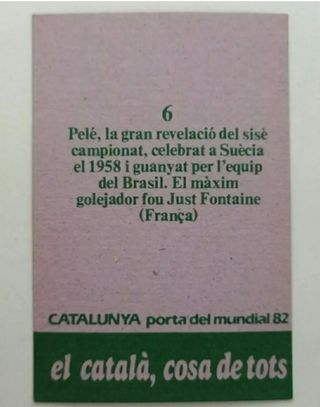 6
Pelé, la gran revelació del sisè
campionat, celebrat a Suècia
el 1958 i guanyat per l'equip
del Brasil. El màxim
golejador fou Just Fontaine
(França)
CATALUNYA porta del mundial 82
el català, cosa de tots